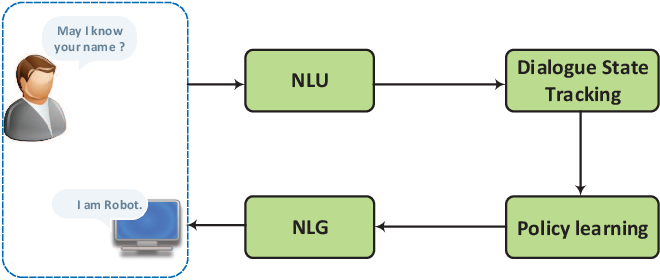 May I know
your name ?
NLU
Dialogue State
Tracking
I am Robot.
NLG
Policy learning